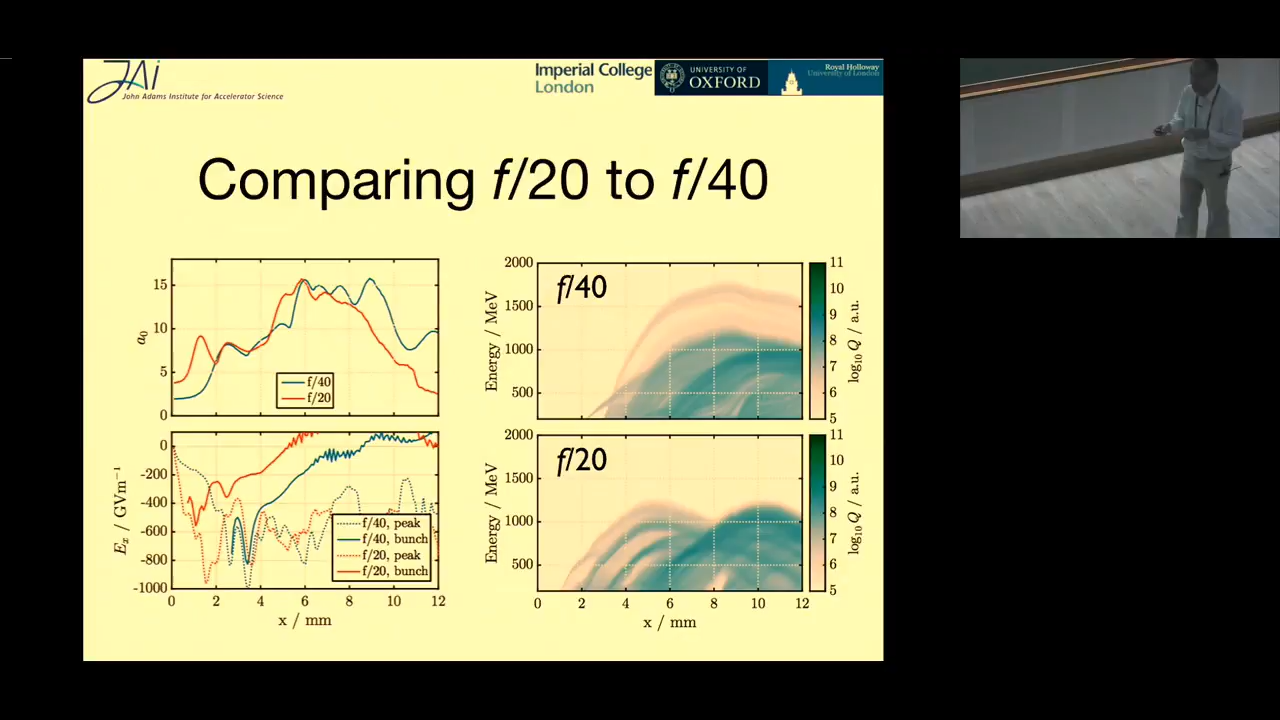 JAi
John Adams Institute for Accelerator Science
Imperial College
London
UNIVERSITY OF
OXFORD
Royal Holloway
University of London
Comparing f/20 to f/40
a₀
15
10
5
0
f/40
f/20
Eₓ / GVm⁻¹
0
-200
-400
-600
-800
-1000
f/40, peak
f/40, bunch
f/20, peak
f/20, bunch
0 2 4 6 8 10 12
x / mm
f/40
Energy / MeV
2000
1500
1000
500
11
10
9
8
7
6
5
log₁₀ Q / a.u.
f/20
Energy / MeV
2000
1500
1000
500
0 2 4 6 8 10 12
x / mm
11
10
9
8
7
6
5
log₁₀ Q / a.u.